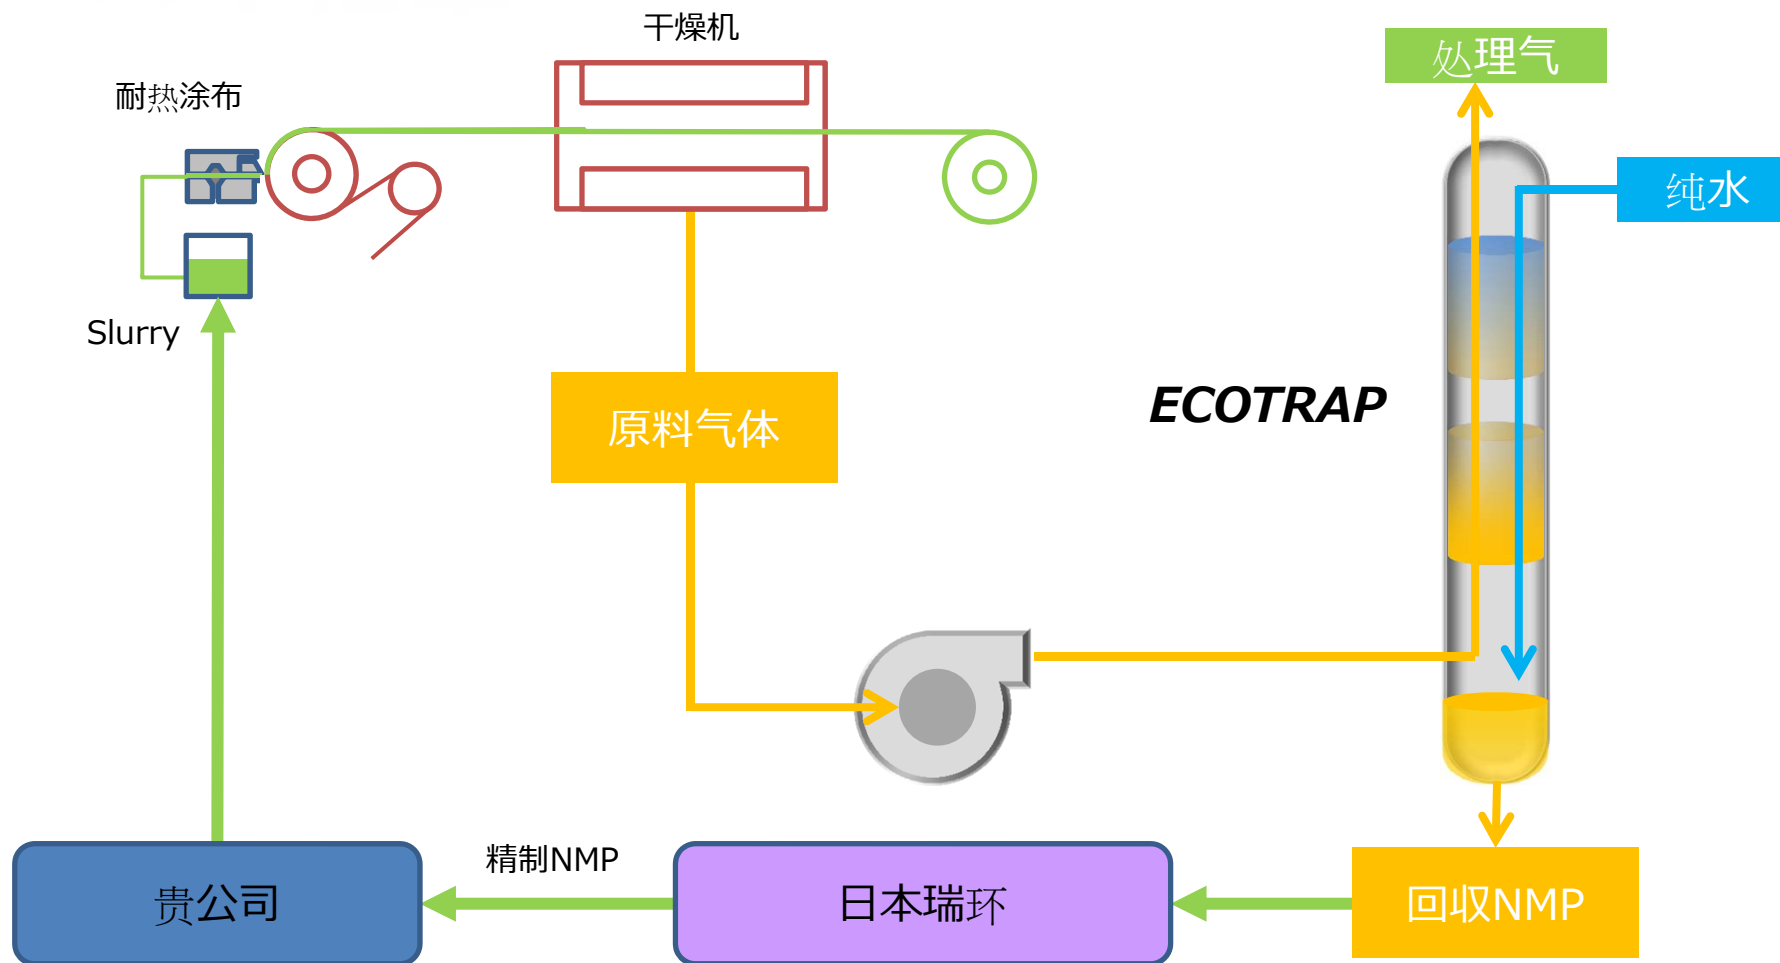 干燥机
处理气
耐热涂布
纯水
Slurry
ECOTRAP
原料气体
精制NMP
贵公司
日本瑞环
回收NMP